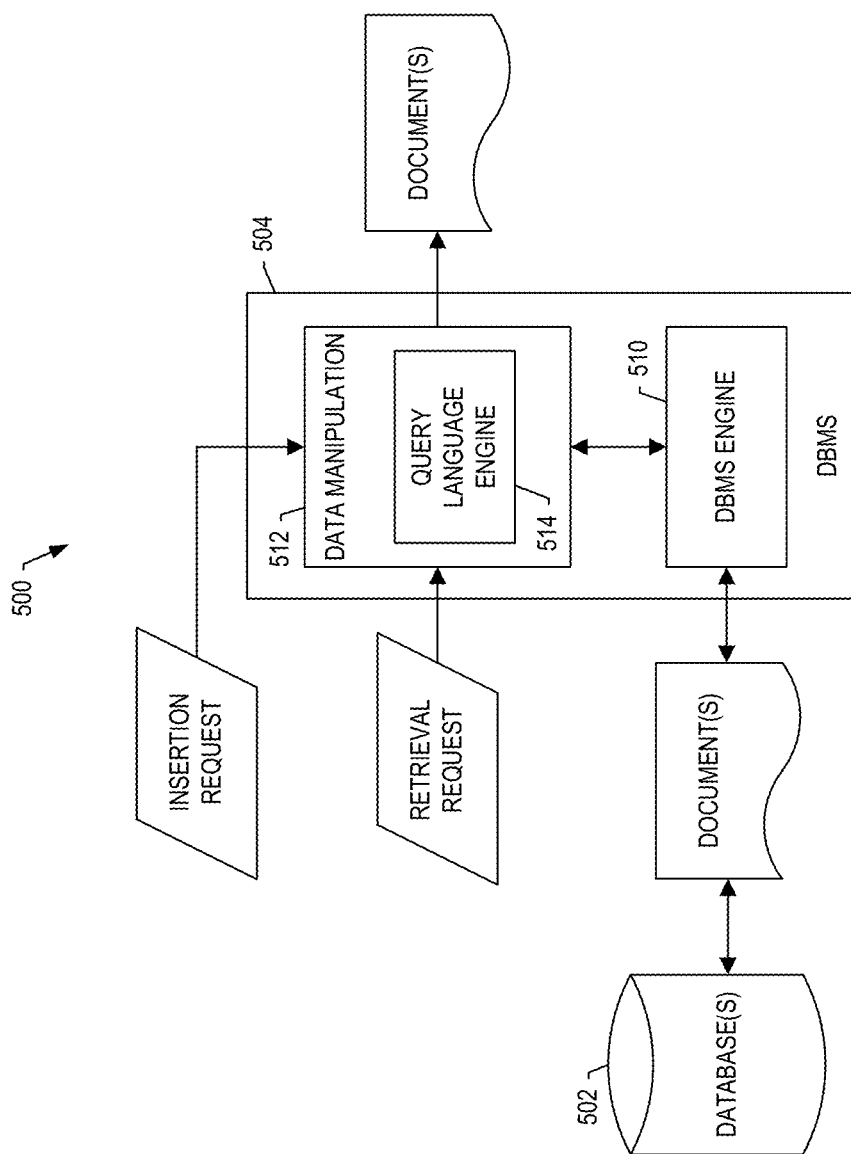 500
INSERTION
REQUEST
504
512
DATA MANIPULATION
RETRIEVAL
REQUEST
QUERY
LANGUAGE
ENGINE
DOCUMENT(S)
514
502
510
DATABASE(S)
DOCUMENT(S)
DBMS ENGINE
DBMS